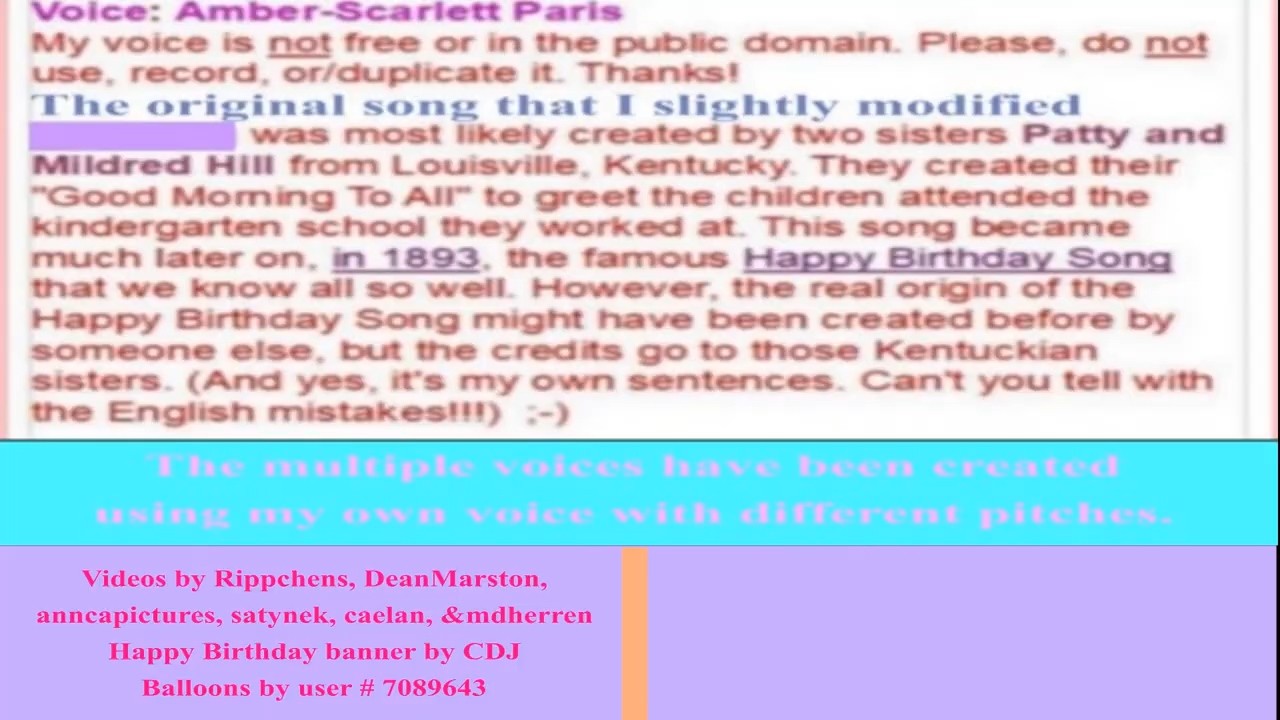 Voice: Amber-Scarlett Paris
My voice is not free or in the public domain. Please, do not
use, record, or/duplicate it. Thanks!
The original song that I slightly modified
was most likely created by two sisters Patty and
Mildred Hill from Louisville, Kentucky. They created their
"Good Morning To All" to greet the children attended the
kindergarten school they worked at. This song became
much later on, in 1893, the famous Happy Birthday Song
that we know all so well. However, the real origin of the
Happy Birthday Song might have been created before by
someone else, but the credits go to those Kentuckian
sisters. (And yes, it's my own sentences. Can't you tell with
the English mistakes!!!) ;-)
The multiple voices have been created
using my own voice with different pitches.
Videos by Rippchens, DeanMarston,
anncapictures, satynek, caelan, &mdherren
Happy Birthday banner by CDJ
Balloons by user # 7089643